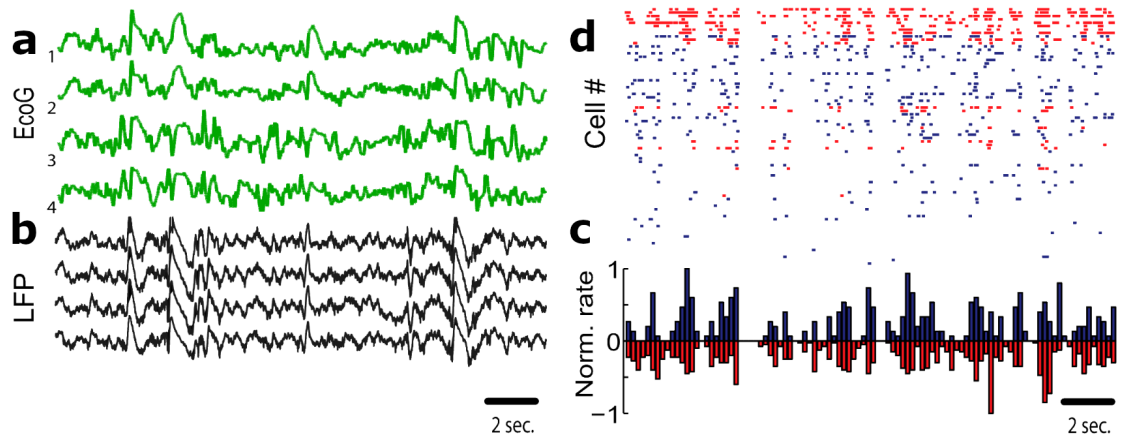 a
EcoG
1
2
3
4
b
LFP
2 sec.
d
Cell #
c
Norm. rate
1
0
−1
2 sec.